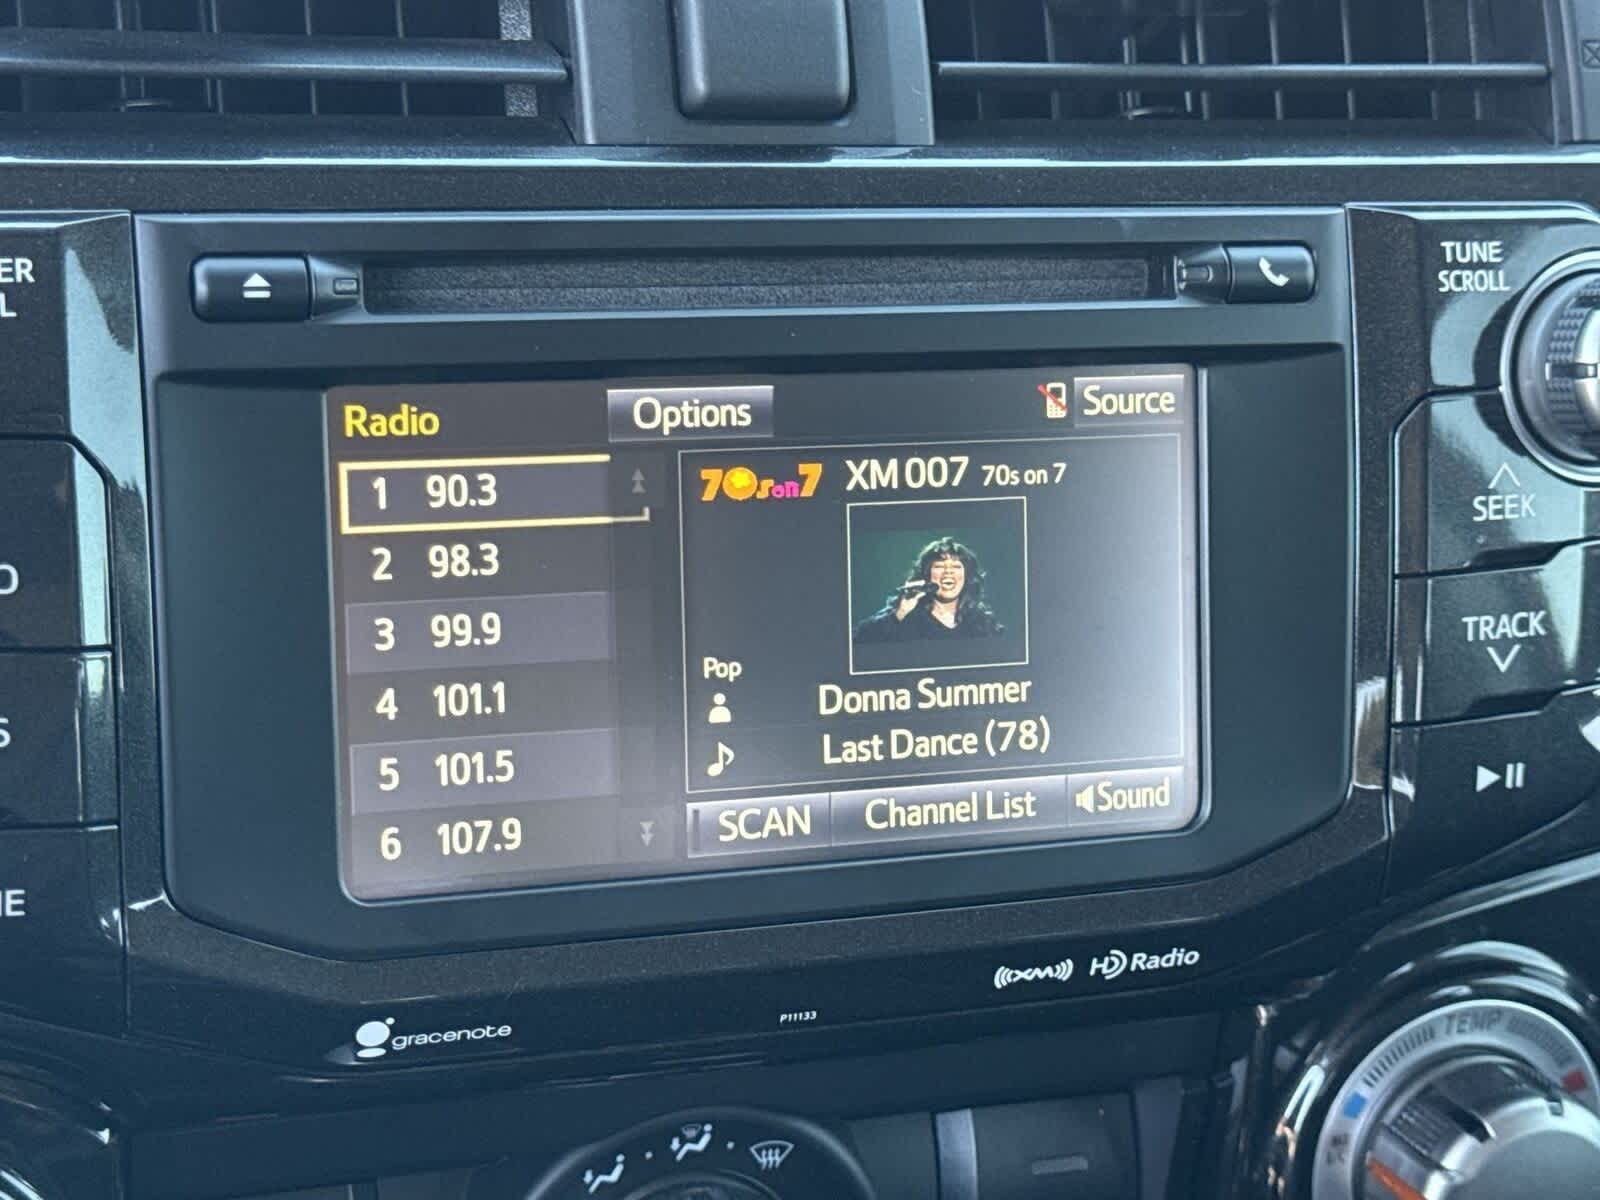 ER
L
TUNE
SCROLL
Radio
Options
Source
1 90.3
2 98.3
3 99.9
4 101.1
5 101.5
6 107.9
70s on 7
XM 007 70s on 7
Pop
Donna Summer
Last Dance (78)
SCAN
Channel List
Sound
SEEK
TRACK
O
S
IE
XM
HD Radio
gracenote
P11133
TEMP